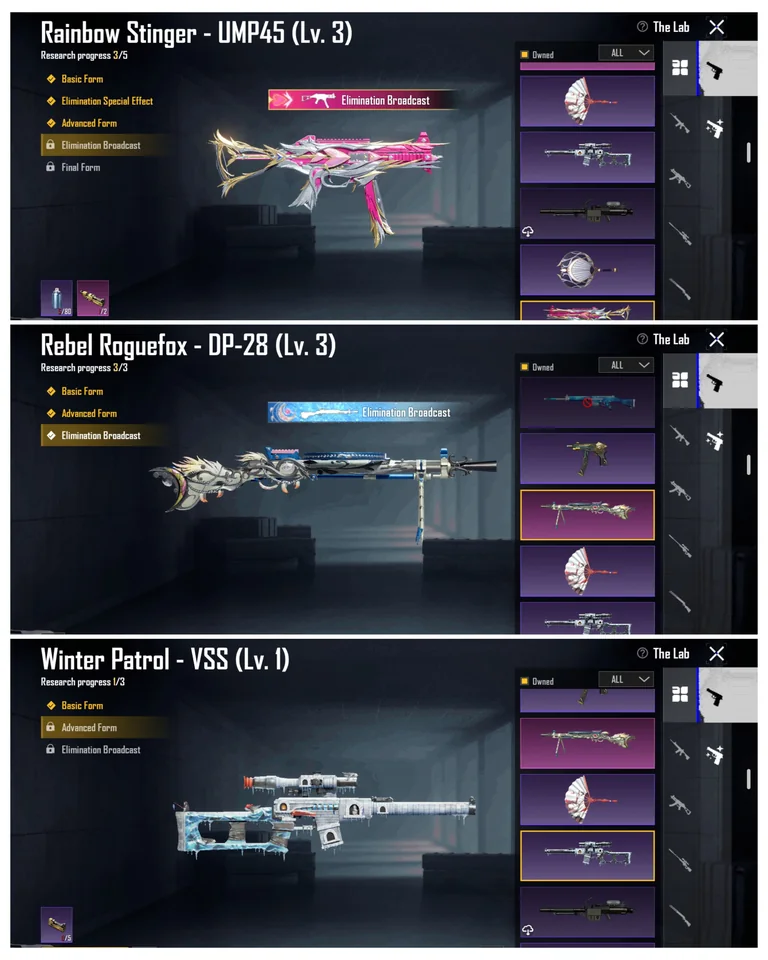 Rainbow Stinger - UMP45 (Lv. 3)
The Lab
Research progress 3/5
Owned
ALL
Basic Form
Elimination Special Effect
Advanced Form
Elimination Broadcast
Final Form
Elimination Broadcast
/80
/2
Rebel Roguefox - DP-28 (Lv. 3)
The Lab
Research progress 3/3
Owned
ALL
Basic Form
Advanced Form
Elimination Broadcast
Elimination Broadcast
Winter Patrol - VSS (Lv. 1)
The Lab
Research progress 1/3
Owned
ALL
Basic Form
Advanced Form
Elimination Broadcast
/5